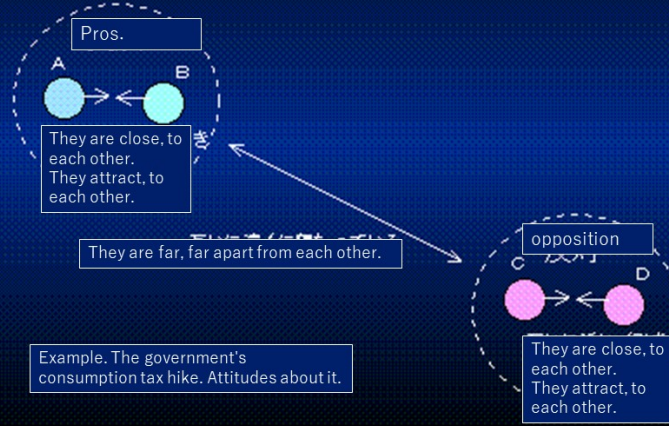 Pros.
A
B
They are close, to
each other.
They attract, to
each other.
They are far, far apart from each other.
opposition
C
D
They are close, to
each other.
They attract, to
each other.
Example. The government's
consumption tax hike. Attitudes about it.